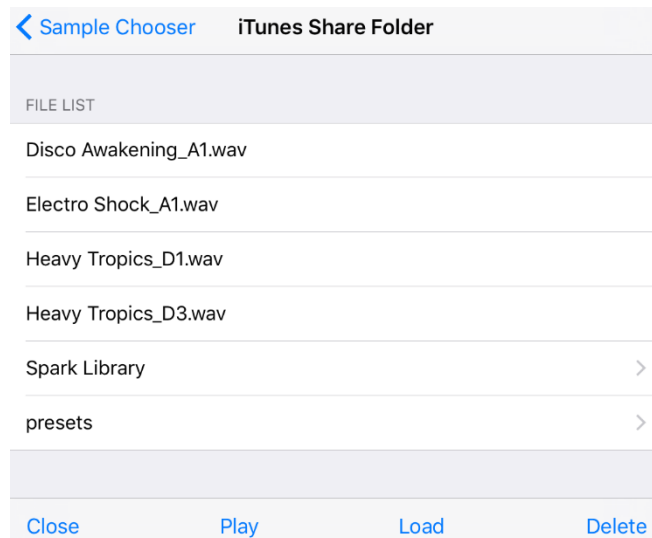 Sample Chooser iTunes Share Folder
FILE LIST
Disco Awakening_A1.wav
Electro Shock_A1.wav
Heavy Tropics_D1.wav
Heavy Tropics_D3.wav
Spark Library
presets
Close Play Load Delete